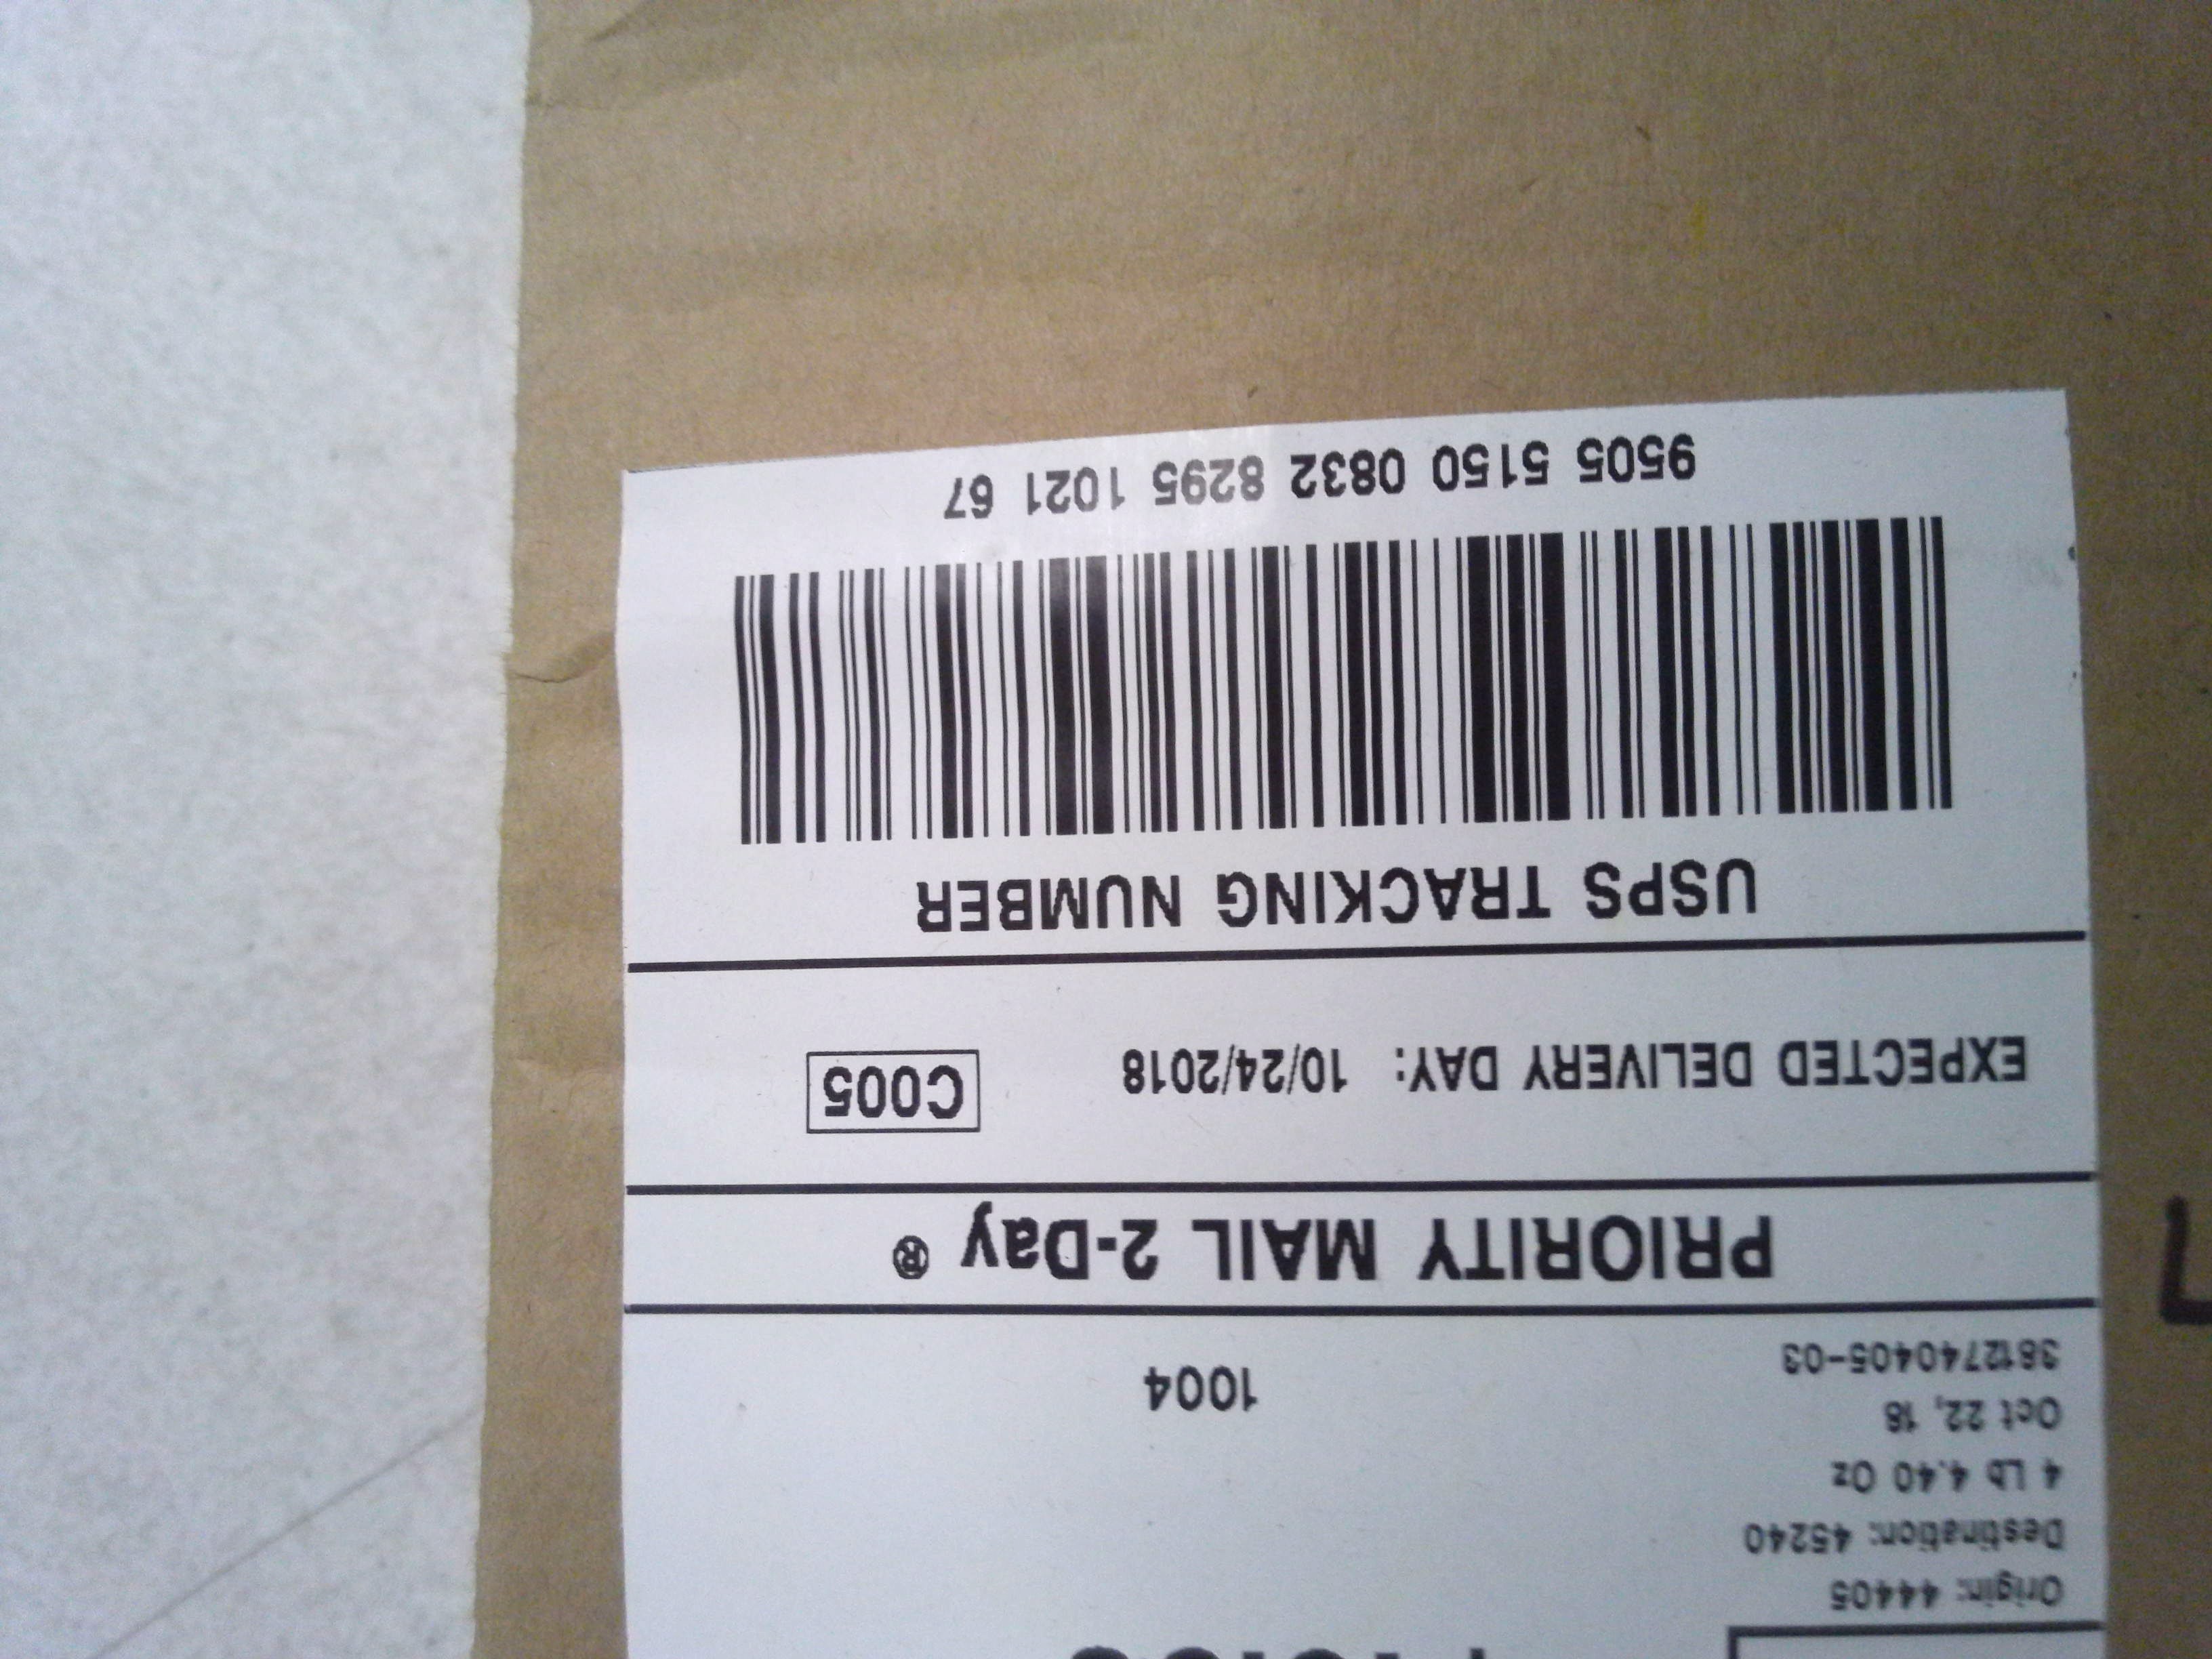 Origin: 44405
Destination: 45240
4 Lb 4.40 Oz
Oct 22, 18
3812740405-03
1004
PRIORITY MAIL 2-Day ®
EXPECTED DELIVERY DAY: 10/24/2018
C005
USPS TRACKING NUMBER
9505 5150 0832 8295 1021 67